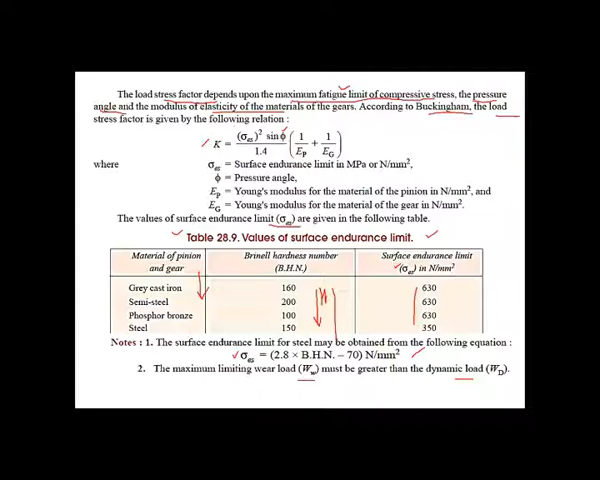 The load stress factor depends upon the maximum fatigue limit of compressive stress, the pressure
angle and the modulus of elasticity of the materials of the gears. According to Buckingham, the load
stress factor is given by the following relation :
K = (σes)² sin ϕ / 1.4 (1/EP + 1/EG)
where σes = Surface endurance limit in MPa or N/mm²,
ϕ = Pressure angle,
EP = Young's modulus for the material of the pinion in N/mm², and
EG = Young's modulus for the material of the gear in N/mm².
The values of surface endurance limit (σes) are given in the following table.
Table 28.9. Values of surface endurance limit.
Material of pinion Brinell hardness number Surface endurance limit
and gear (B.H.N.) (σes) in N/mm²
Grey cast iron 160 630
Semi-steel 200 630
Phosphor bronze 100 630
Steel 150 350
Notes : 1. The surface endurance limit for steel may be obtained from the following equation :
σes = (2.8 × B.H.N. – 70) N/mm²
2. The maximum limiting wear load (Ww) must be greater than the dynamic load (WD).